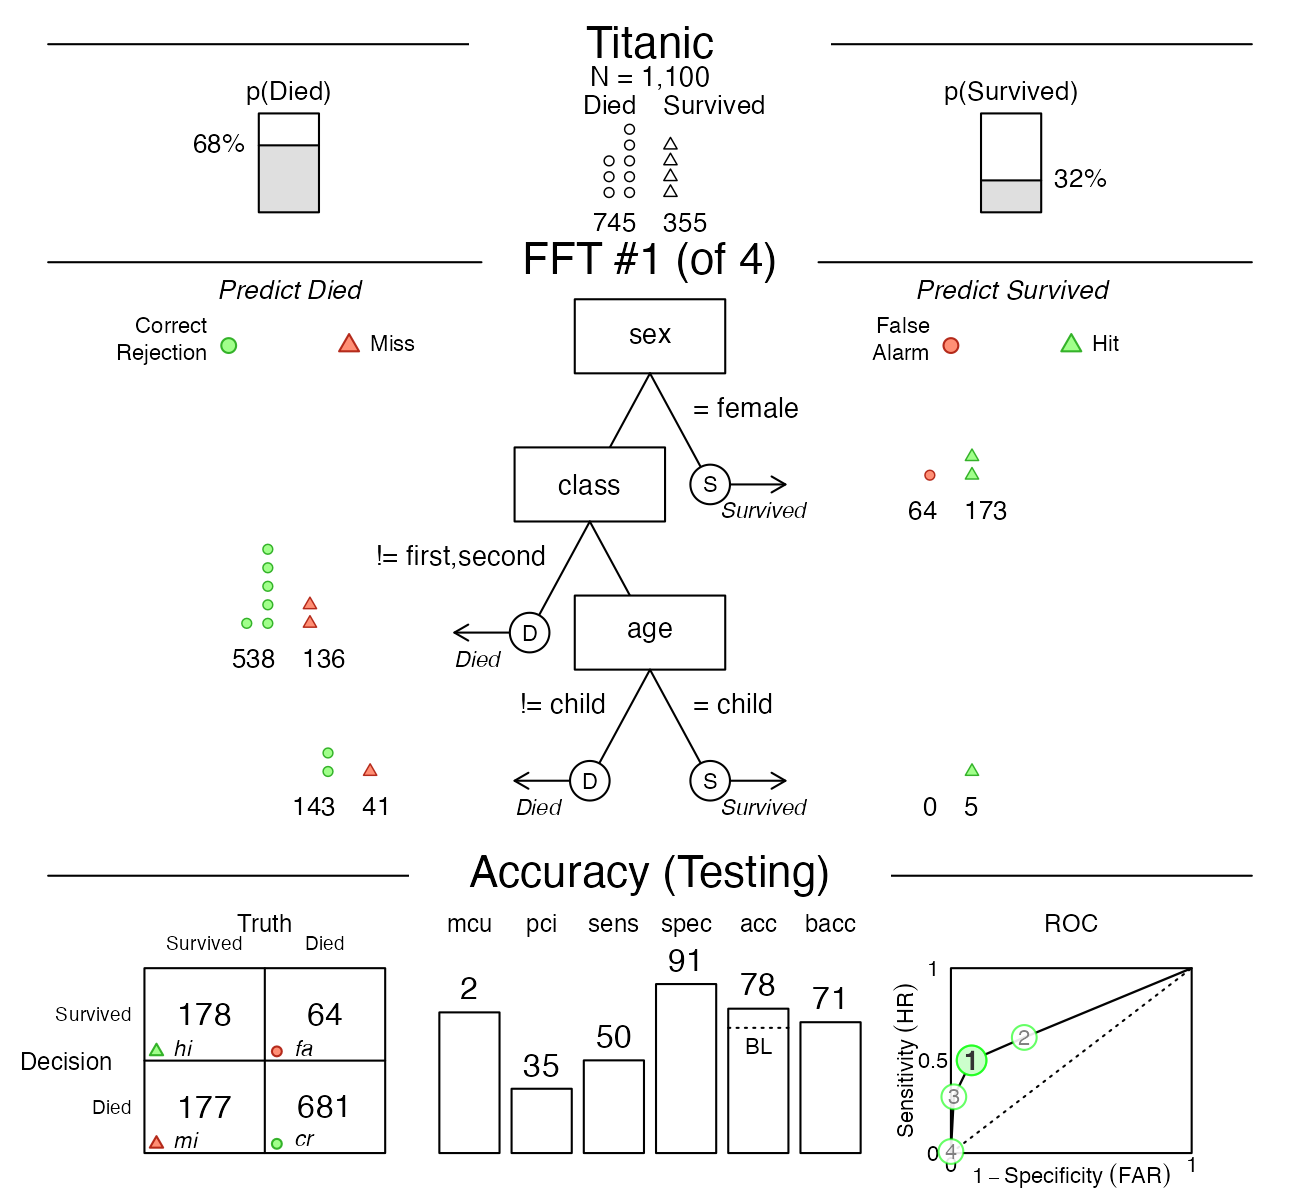 Titanic
N = 1,100
Died Survived
p(Died)
68%
p(Survived)
32%
745 355
FFT #1 (of 4)
Predict Died
Correct
Rejection
Miss
Predict Survived
False
Alarm
Hit
sex
= female
class
S
Survived
64 173
!= first,second
D
Died
538 136
age
!= child
= child
D
Died
S
Survived
143 41
0 5
Accuracy (Testing)
Truth
Survived Died
Decision
Survived
178 64
hi fa
Died
177 681
mi cr
mcu pci sens spec acc bacc
2 35 50 91 78 71
BL
ROC
1
0.5
0
Sensitivity (HR)
1
2
3
4
0 1
1 – Specificity (FAR)